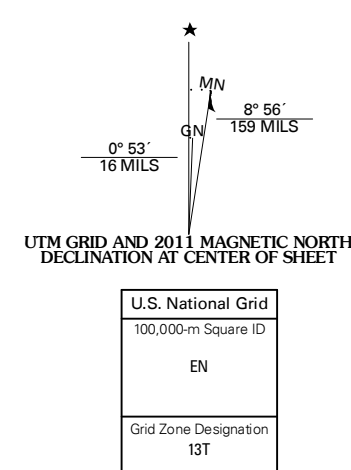 ★
MN
GN
8° 56´
159 MILS
0° 53´
16 MILS
UTM GRID AND 2011 MAGNETIC NORTH
DECLINATION AT CENTER OF SHEET
U.S. National Grid
100,000-m Square ID
EN
Grid Zone Designation
13T